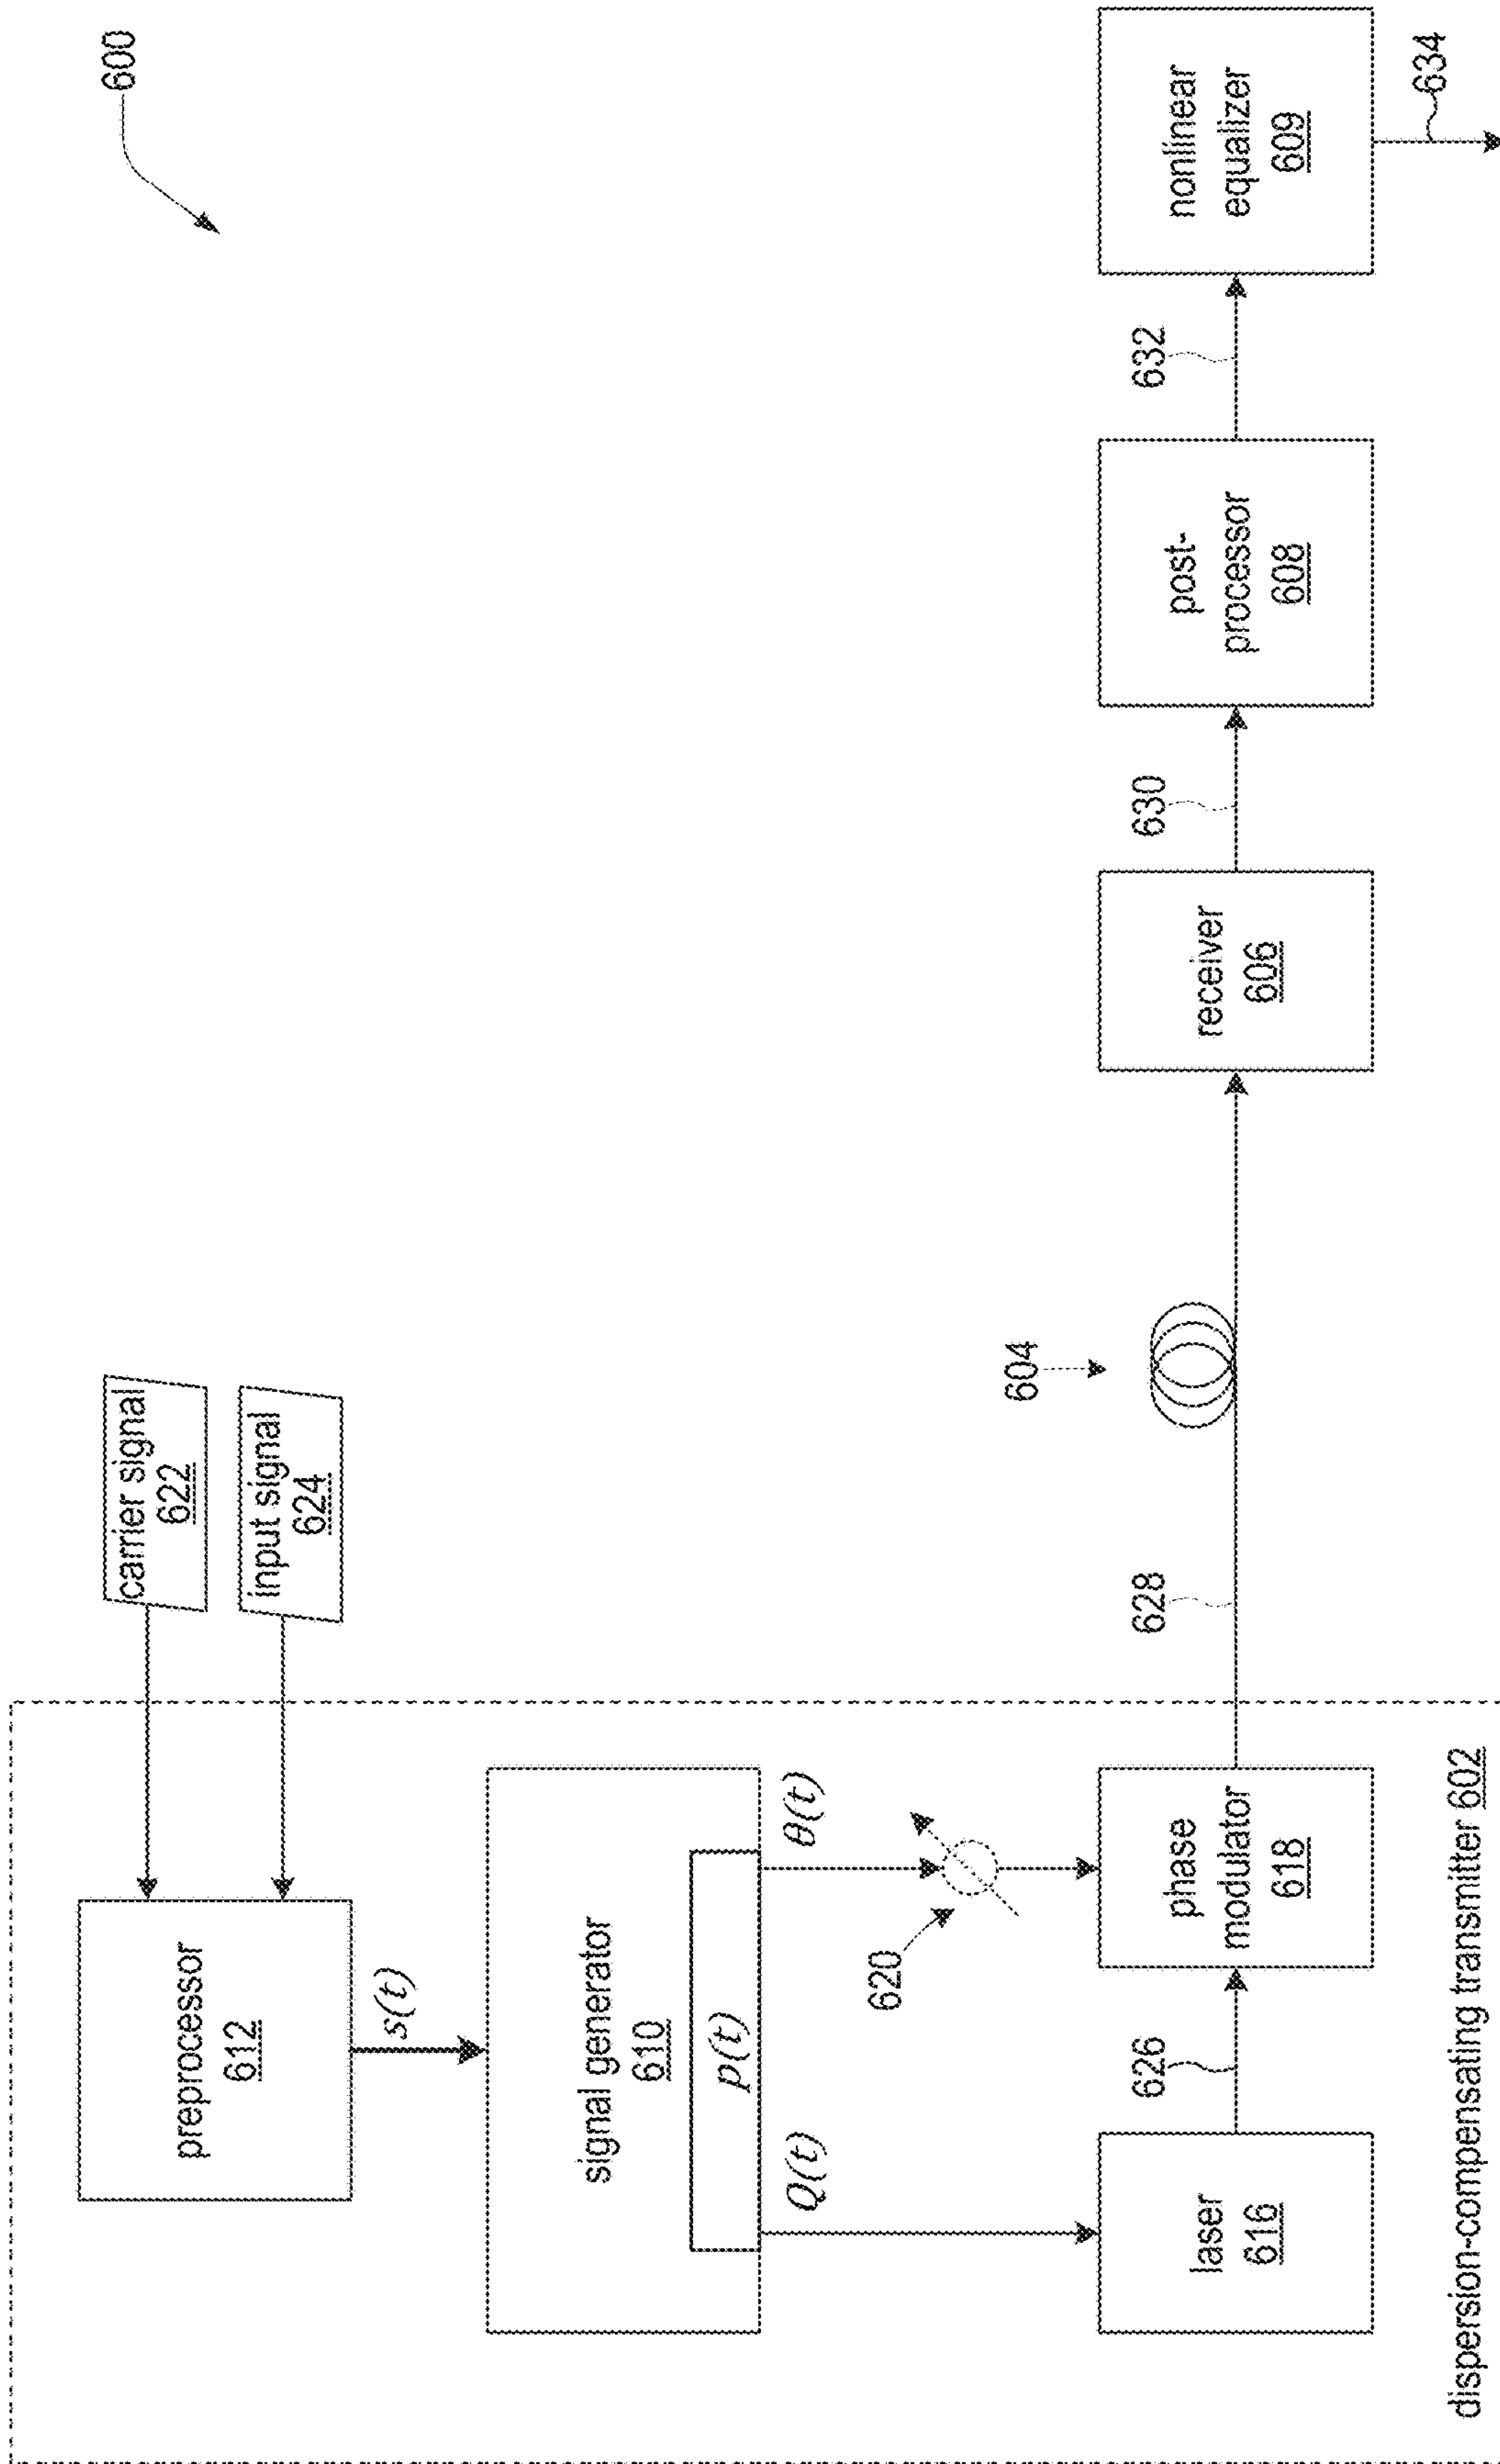 600
carrier signal
622
input signal
624
preprocessor
612
s(t)
signal generator
610
p(t)
Q(t)
θ(t)
620
604
laser
616
626
phase
modulator
618
628
receiver
606
630
post-
processor
608
632
nonlinear
equalizer
609
634
dispersion-compensating transmitter 602